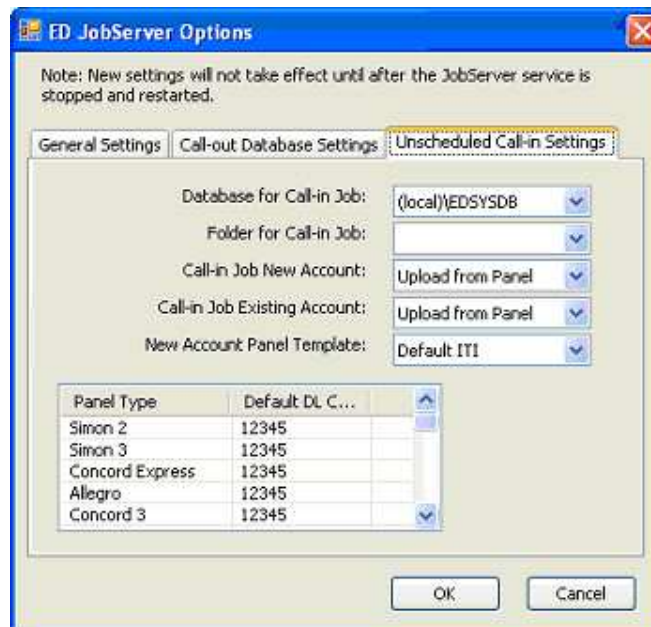 ED JobServer Options
Note: New settings will not take effect until after the JobServer service is
stopped and restarted.
General Settings Call-out Database Settings Unscheduled Call-in Settings
Database for Call-in Job: (local)\EDSYSDB
Folder for Call-in Job:
Call-in Job New Account: Upload from Panel
Call-in Job Existing Account: Upload from Panel
New Account Panel Template: Default ITI
Panel Type Default DL C...
Simon 2 12345
Simon 3 12345
Concord Express 12345
Allegro 12345
Concord 3 12345
OK Cancel